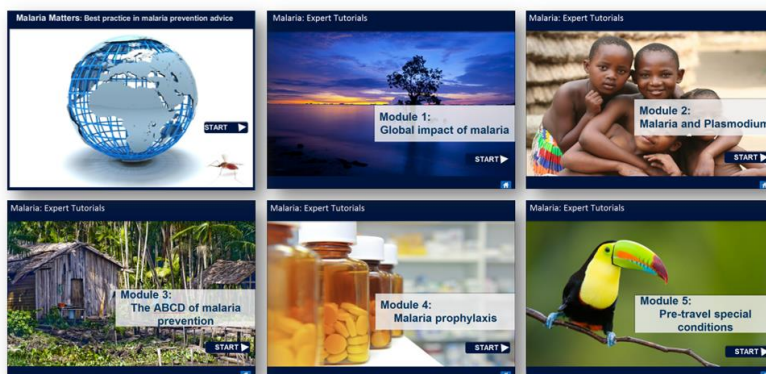 Malaria Matters: Best practice in malaria prevention advice
START
Malaria: Expert Tutorials
Module 1:
Global impact of malaria
START
Malaria: Expert Tutorials
Module 2:
Malaria and Plasmodium
START
Malaria: Expert Tutorials
Module 3:
The ABCD of malaria
prevention
START
Malaria: Expert Tutorials
Module 4:
Malaria prophylaxis
START
Malaria: Expert Tutorials
Module 5:
Pre-travel special
conditions
START